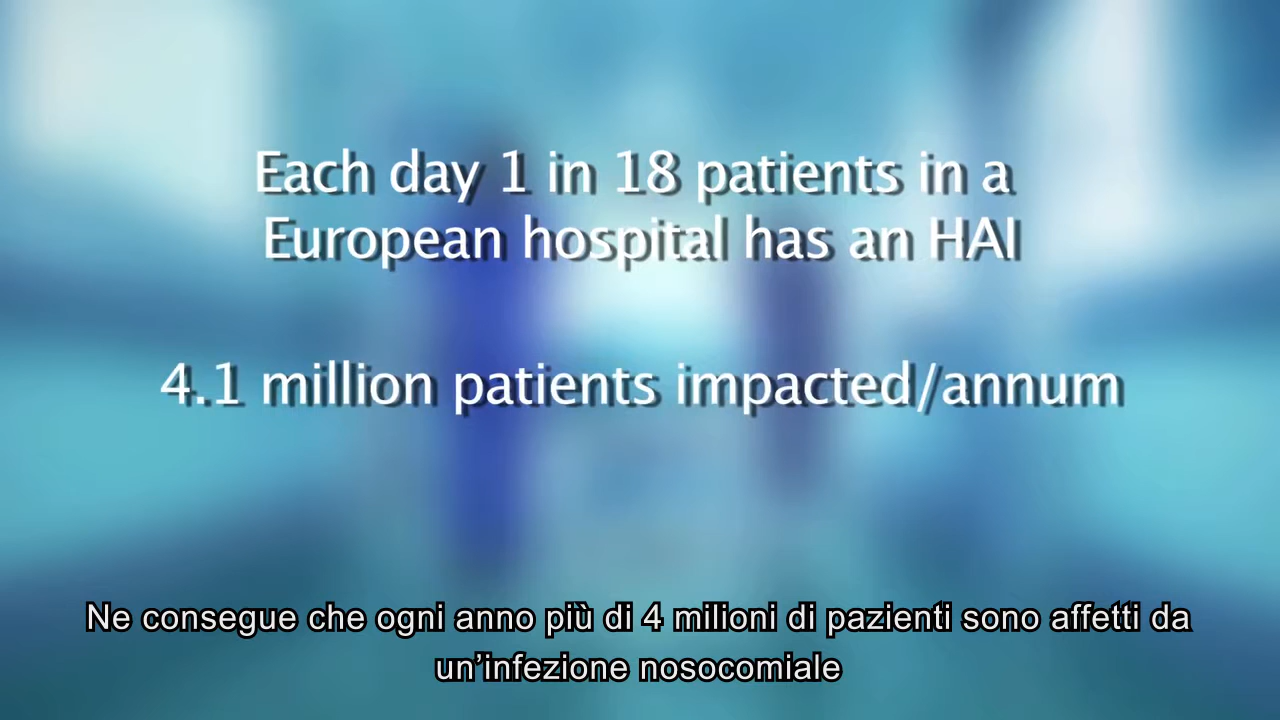 Each day 1 in 18 patients in a
European hospital has an HAI
4.1 million patients impacted/annum
Ne consegue che ogni anno più di 4 milioni di pazienti sono affetti da
un’infezione nosocomiale